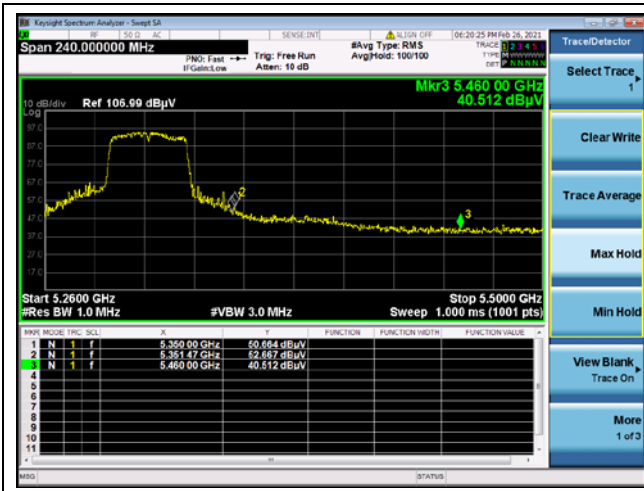 Keysight Spectrum Analyzer - Swept SA
RF 50 Ω AC SENSE:INT ALIGN OFF 06:20:25 PM Feb 26, 2021
Span 240.000000 MHz
PNO: Fast
IFGain:Low
Trig: Free Run
Atten: 10 dB
#Avg Type: RMS
Avg|Hold: 100/100
TRACE 1 2 3 4 5 6
TYPE M WWWWW
DET P N N N N N
Trace/Detector
Mkr3 5.460 00 GHz
40.512 dBµV
10 dB/div Ref 106.99 dBµV
Log
97.0
87.0
77.0
67.0
57.0
47.0
37.0
27.0
17.0
2
3
Start 5.2600 GHz Stop 5.5000 GHz
#Res BW 1.0 MHz #VBW 3.0 MHz Sweep 1.000 ms (1001 pts)
MKR MODE TRC SCL X Y FUNCTION FUNCTION WIDTH FUNCTION VALUE
1 N 1 f 5.350 00 GHz 50.664 dBµV
2 N 1 f 5.351 47 GHz 52.667 dBµV
3 N 1 f 5.460 00 GHz 40.512 dBµV
4
5
6
7
8
9
10
11
MSG STATUS
Select Trace
1
Clear Write
Trace Average
Max Hold
Min Hold
View Blank
Trace On
More
1 of 3